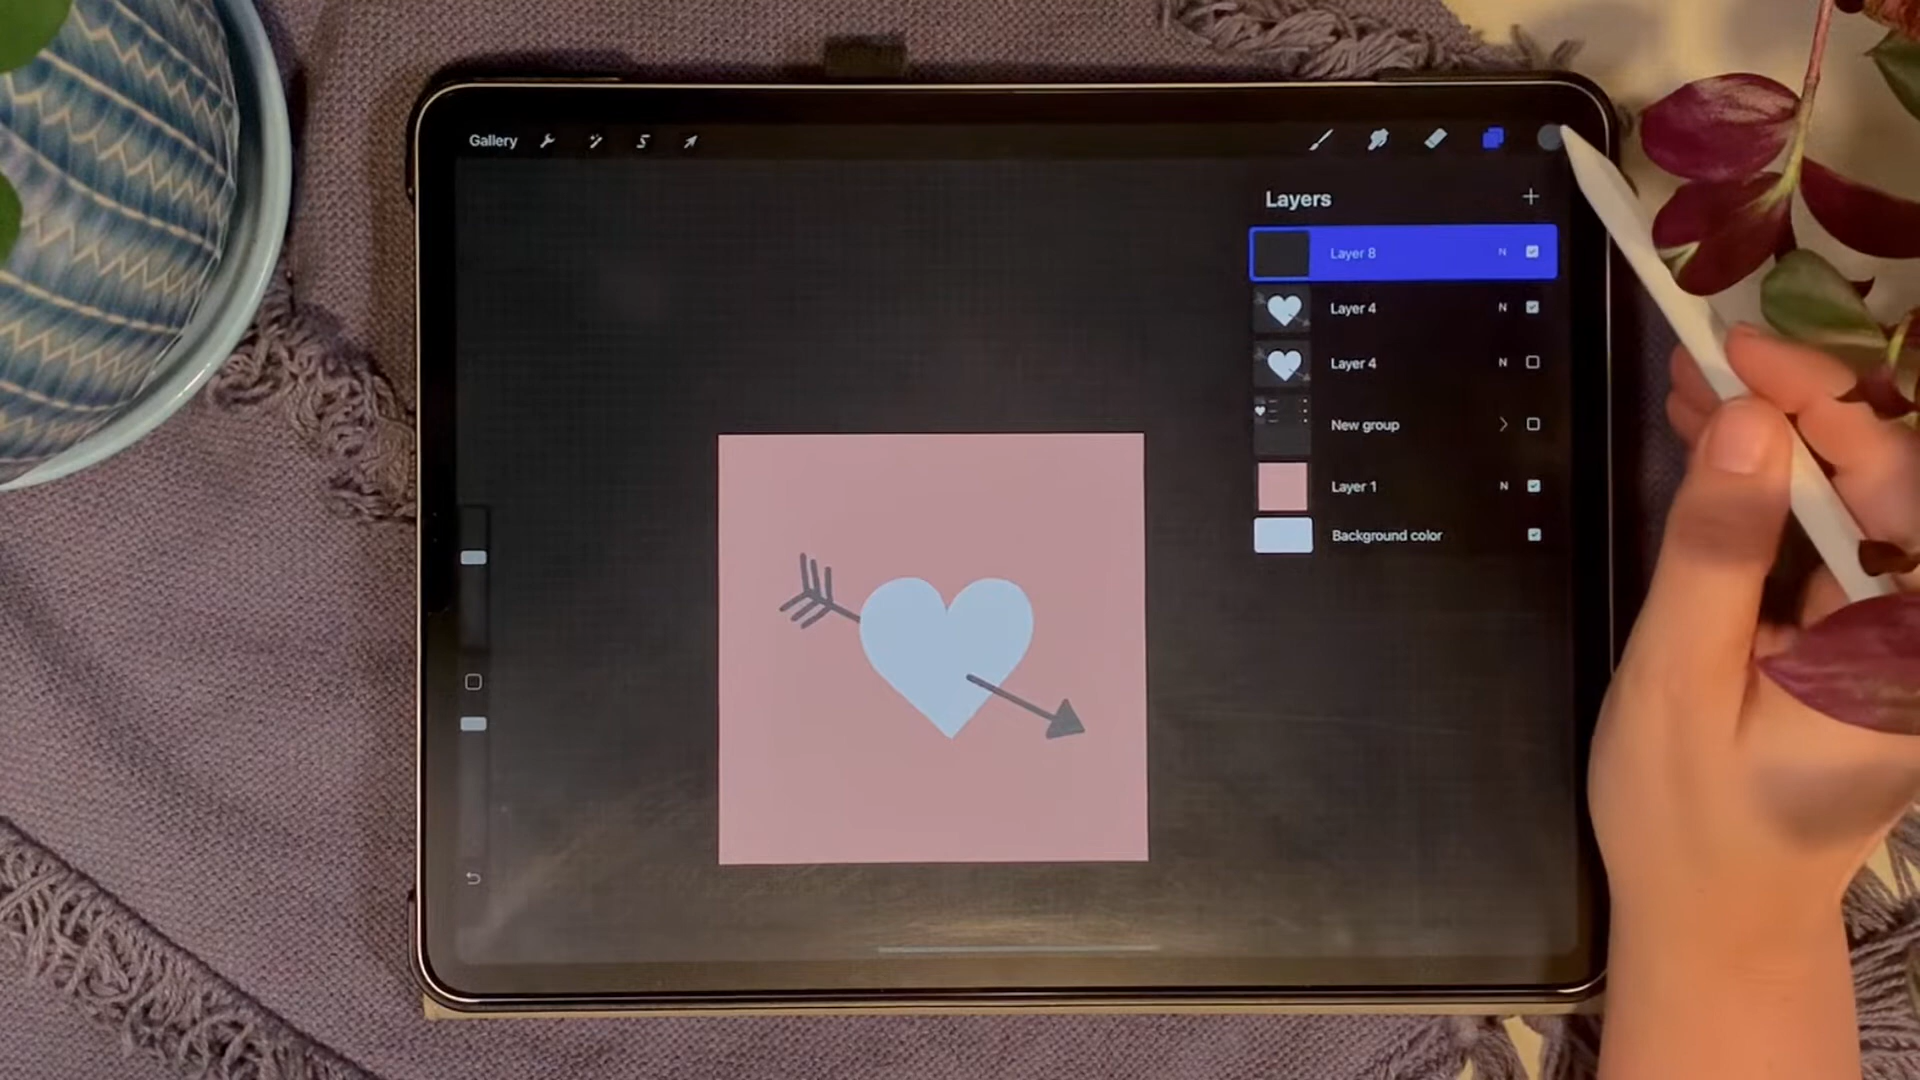 Gallery
Layers
Layer 8 N
Layer 4 N
Layer 4 N
New group
Layer 1 N
Background color